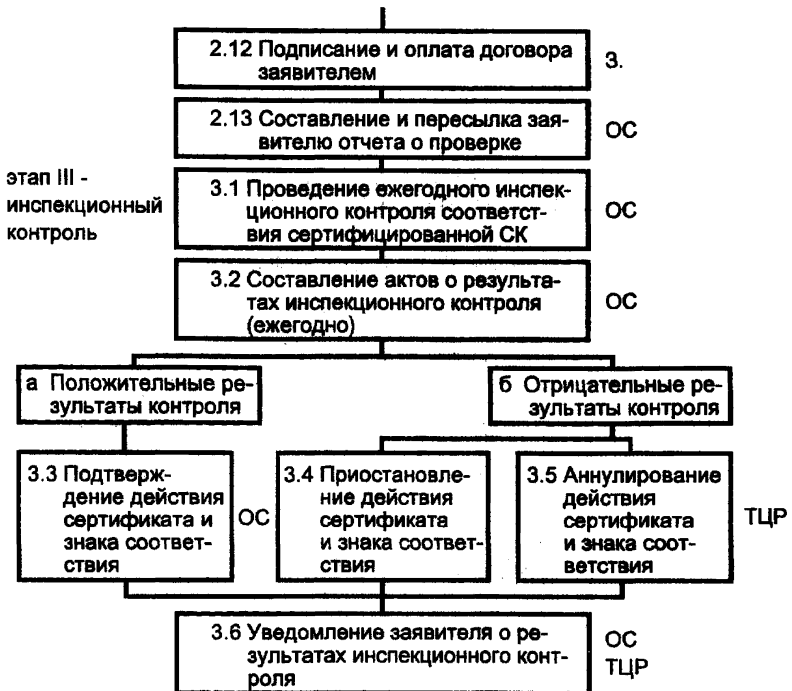 2.12 Подписание и оплата договора
заявителем
З.
2.13 Составление и пересылка зая-
вителю отчета о проверке
ОС
этап III -
инспекционный
контроль
3.1 Проведение ежегодного инспек-
ционного контроля соответст-
вия сертифицированной СК
ОС
3.2 Составление актов о результа-
тах инспекционного контроля
(ежегодно)
ОС
а Положительные ре-
зультаты контроля
б Отрицательные ре-
зультаты контроля
3.3 Подтверж-
дение действия
сертификата и
знака соответ-
ствия
ОС
3.4 Приостановле-
ние действия
сертификата
и знака соответ-
ствия
3.5 Аннулирование
действия
сертификата
и знака соот-
ветствия
ТЦР
3.6 Уведомление заявителя о ре-
зультатах инспекционного конт-
роля
ОС
ТЦР